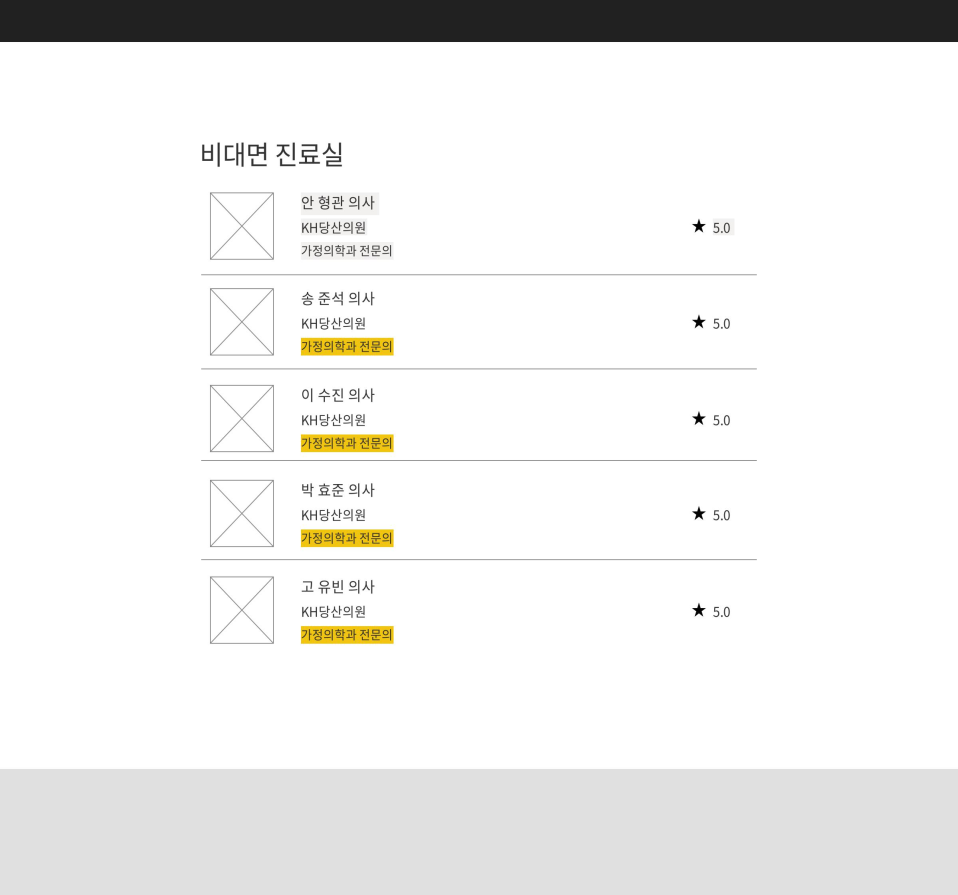 비대면 진료실
안 형관 의사
KH당산의원
★ 5.0
가정의학과 전문의
송 준석 의사
KH당산의원
★ 5.0
가정의학과 전문의
이 수진 의사
KH당산의원
★ 5.0
가정의학과 전문의
박 효준 의사
KH당산의원
★ 5.0
가정의학과 전문의
고 유빈 의사
KH당산의원
★ 5.0
가정의학과 전문의